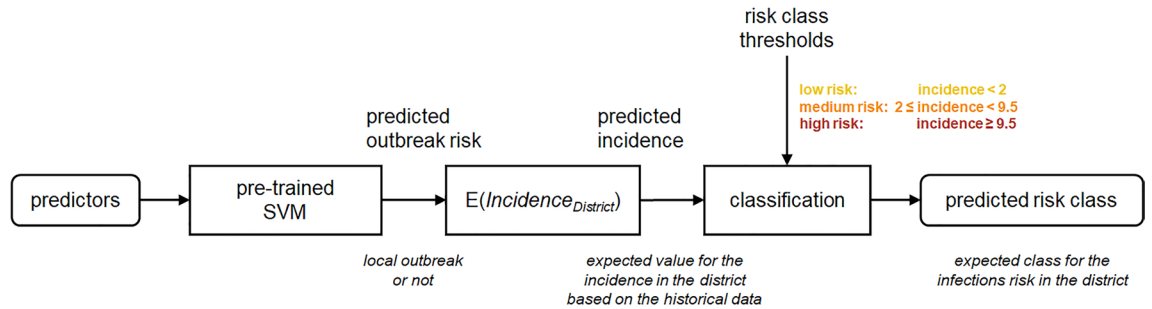 risk class
thresholds
low risk: incidence < 2
medium risk: 2 ≤ incidence < 9.5
high risk: incidence ≥ 9.5
predicted
outbreak risk
predicted
incidence
predictors
pre-trained
SVM
E(Incidence_District)
classification
predicted risk class
local outbreak
or not
expected value for the
incidence in the district
based on the historical data
expected class for the
infections risk in the district